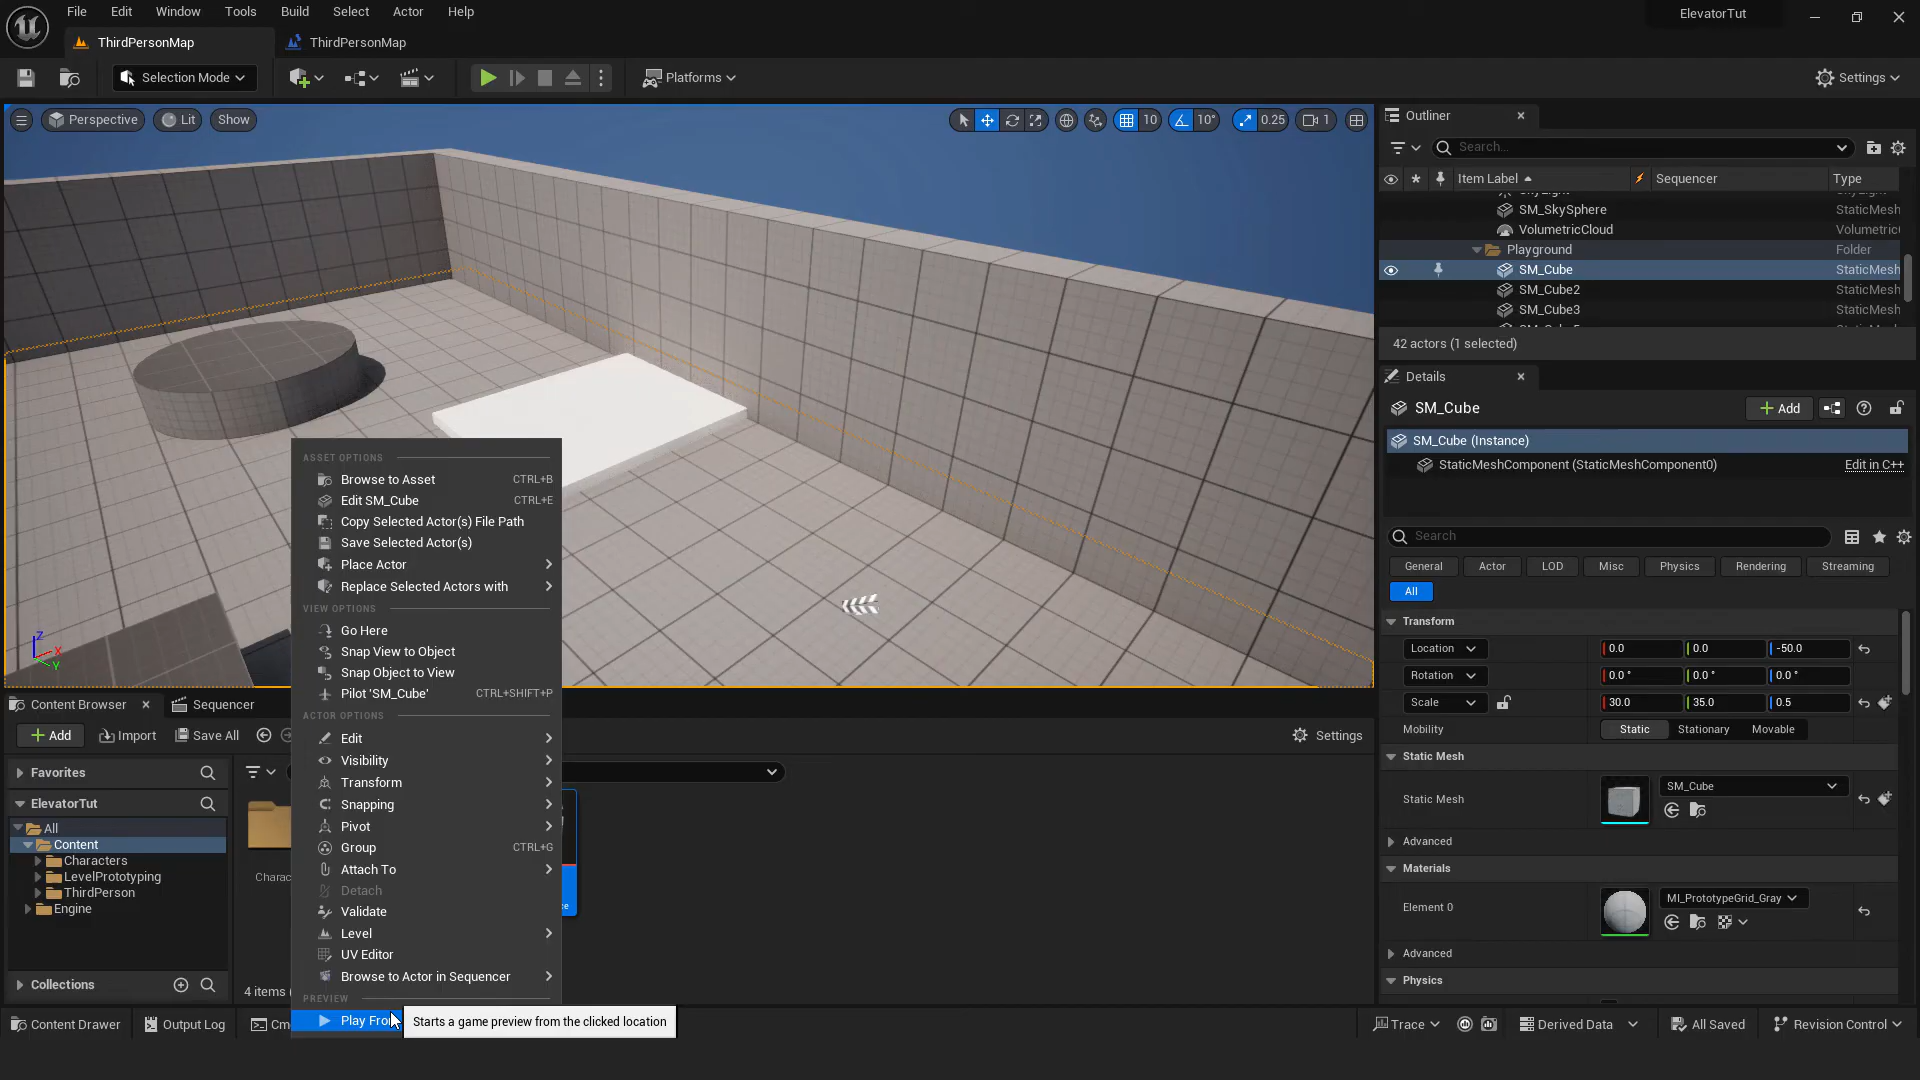 File Edit Window Tools Build Select Actor Help
ElevatorTut
ThirdPersonMap
ThirdPersonMap
Selection Mode
Platforms
Settings
Perspective
Lit
Show
10
10°
0.25
1
Outliner
Search...
Item Label
Sequencer
Type
SM_SkySphere StaticMesh
VolumetricCloud Volumetric
Playground Folder
SM_Cube StaticMesh
SM_Cube2 StaticMesh
SM_Cube3 StaticMesh
42 actors (1 selected)
Details
SM_Cube
Add
SM_Cube (Instance)
StaticMeshComponent (StaticMeshComponent0) Edit in C++
Search
General Actor LOD Misc Physics Rendering Streaming
All
Transform
Location 0.0 0.0 -50.0
Rotation 0.0 ° 0.0 ° 0.0 °
Scale 30.0 35.0 0.5
Mobility Static Stationary Movable
Static Mesh
Static Mesh SM_Cube
Advanced
Materials
Element 0 MI_PrototypeGrid_Gray
Advanced
Physics
ASSET OPTIONS
Browse to Asset CTRL+B
Edit SM_Cube CTRL+E
Copy Selected Actor(s) File Path
Save Selected Actor(s)
Place Actor
Replace Selected Actors with
VIEW OPTIONS
Go Here
Snap View to Object
Snap Object to View
Pilot 'SM_Cube' CTRL+SHIFT+P
ACTOR OPTIONS
Edit
Visibility
Transform
Snapping
Pivot
Group CTRL+G
Attach To
Detach
Validate
Level
UV Editor
Browse to Actor in Sequencer
PREVIEW
Play Fro
Starts a game preview from the clicked location
Z
X
Y
Content Browser
Sequencer
Add
Import
Save All
Settings
Favorites
ElevatorTut
All
Content
Characters
LevelPrototyping
ThirdPerson
Engine
Collections
Charac
ce
4 items (
Content Drawer
Output Log
Cm
Trace
Derived Data
All Saved
Revision Control